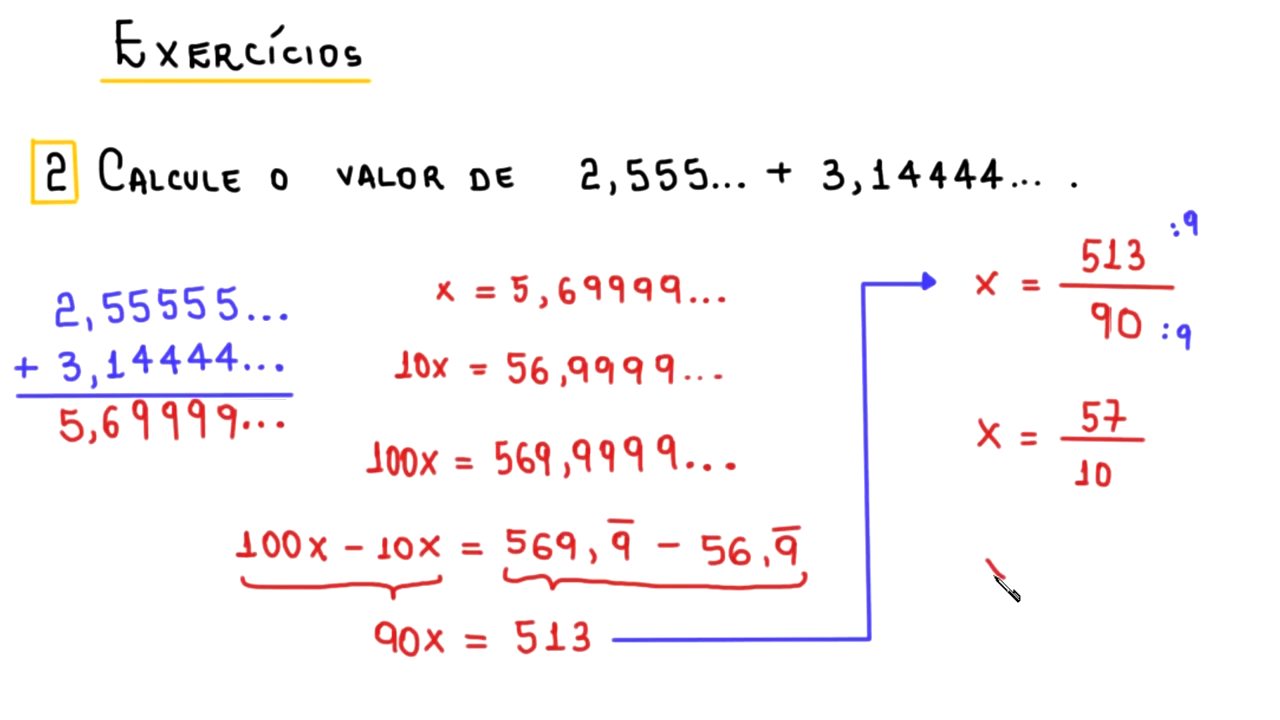 EXERCÍCIOS
2 CALCULE O VALOR DE 2,555... + 3,14444... .
2,55555...
+ 3,14444...
5,69999...
x = 5,69999...
10x = 56,9999...
100x = 569,9999...
100x - 10x = 569,9̅ - 56,9̅
90x = 513
x = 513/90 :9 :9
x = 57/10